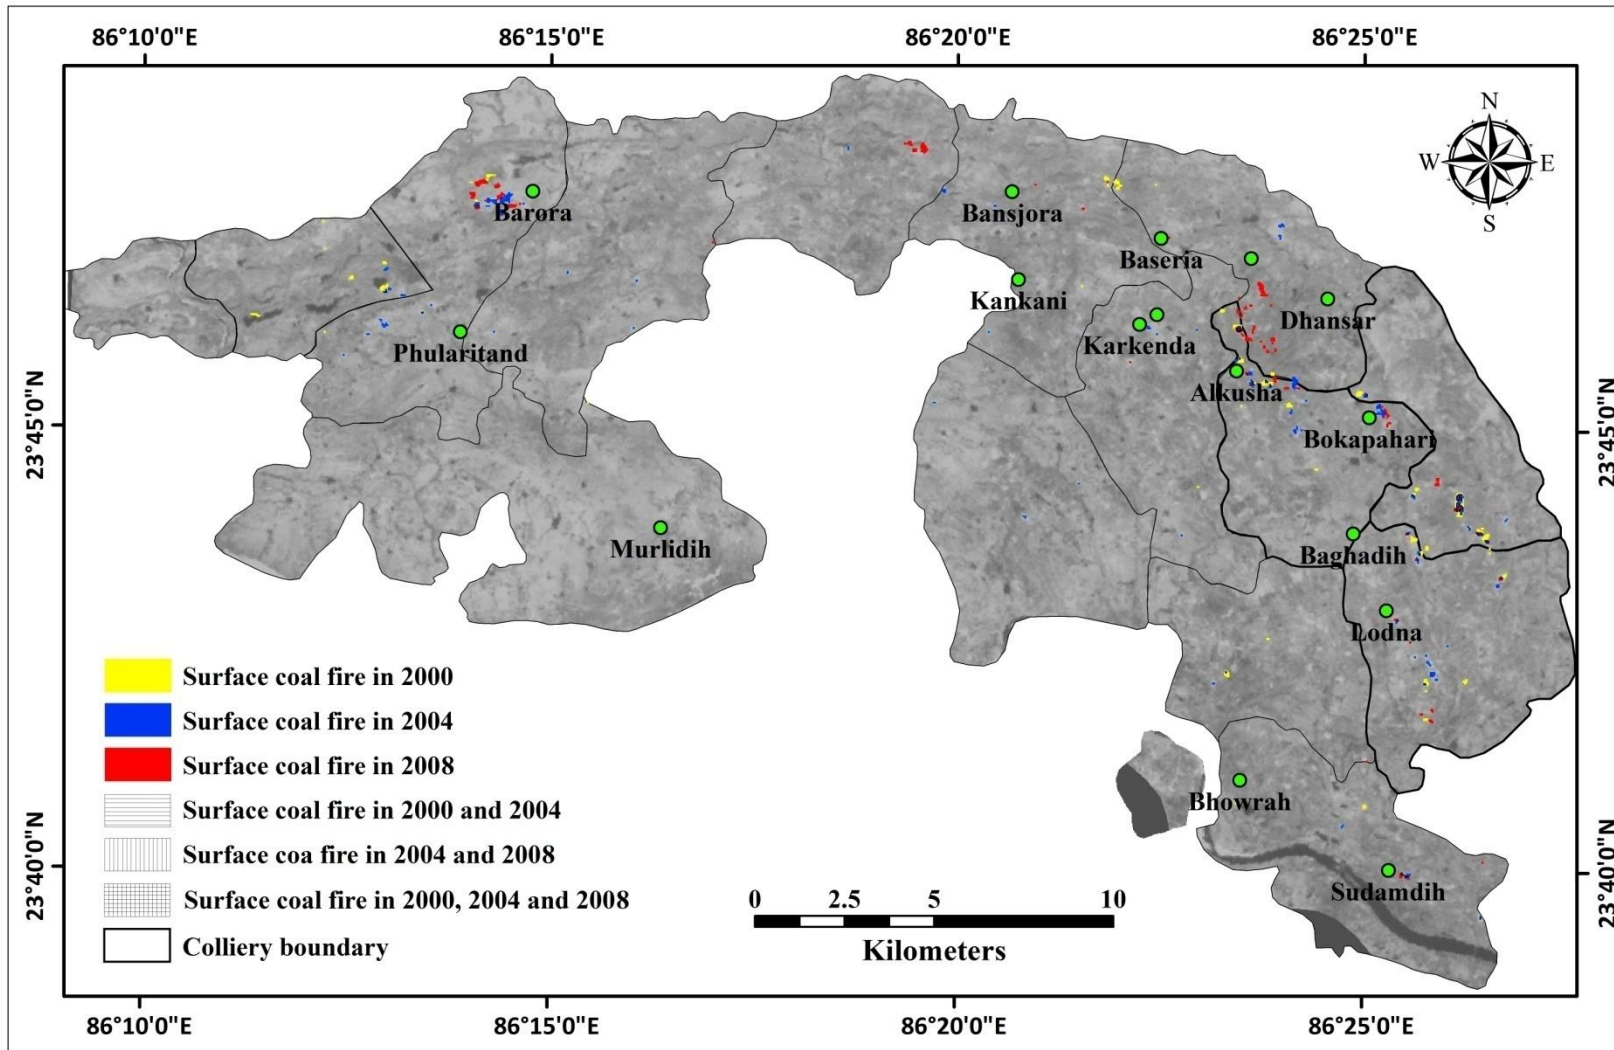 86°10'0"E
86°15'0"E
86°20'0"E
86°25'0"E
N
W
E
S
Barora
Bansjora
Baseria
Kankani
Dhansar
Karkenda
Phularitand
Alkusha
Bokapahari
23°45'0"N
23°45'0"N
Murlidih
Baghadih
Lodna
Surface coal fire in 2000
Surface coal fire in 2004
Surface coal fire in 2008
Surface coal fire in 2000 and 2004
Surface coa fire in 2004 and 2008
Surface coal fire in 2000, 2004 and 2008
Colliery boundary
Bhowrah
Sudamdih
23°40'0"N
23°40'0"N
0 2.5 5 10
Kilometers
86°10'0"E
86°15'0"E
86°20'0"E
86°25'0"E